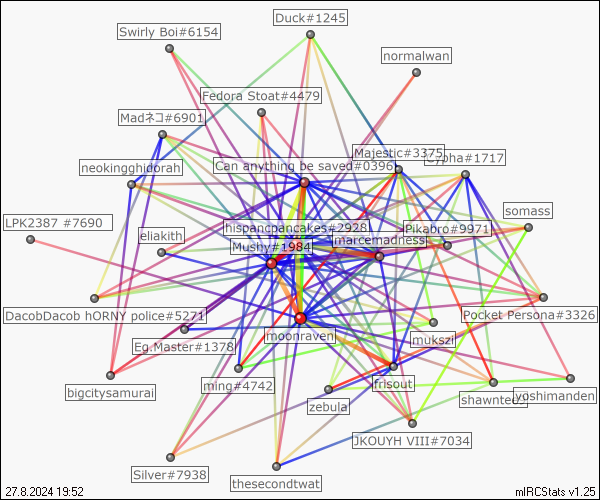 Duck#1245
Swirly Boi#6154
normalwan
Fedora Stoat#4479
Madネコ#6901
Majestic#3375
#1717
Can anything be saved#0396
neokingghidorah
somass
LPK2387 #7690
hispanicpancakes#2928
Pikabro#9971
eliakith
marcemadness
Mushy#1984
DacobDacob hORNY police#5271
Pocket Persona#3326
moonraven
mukszi
Eg.Master#1378
ming#4742
frisout
bigcitysamurai
yoshimanden
zebula
JKOUYH VIII#7034
Silver#7938
thesecondtwat
27.8.2024 19:52
mIRCStats v1.25